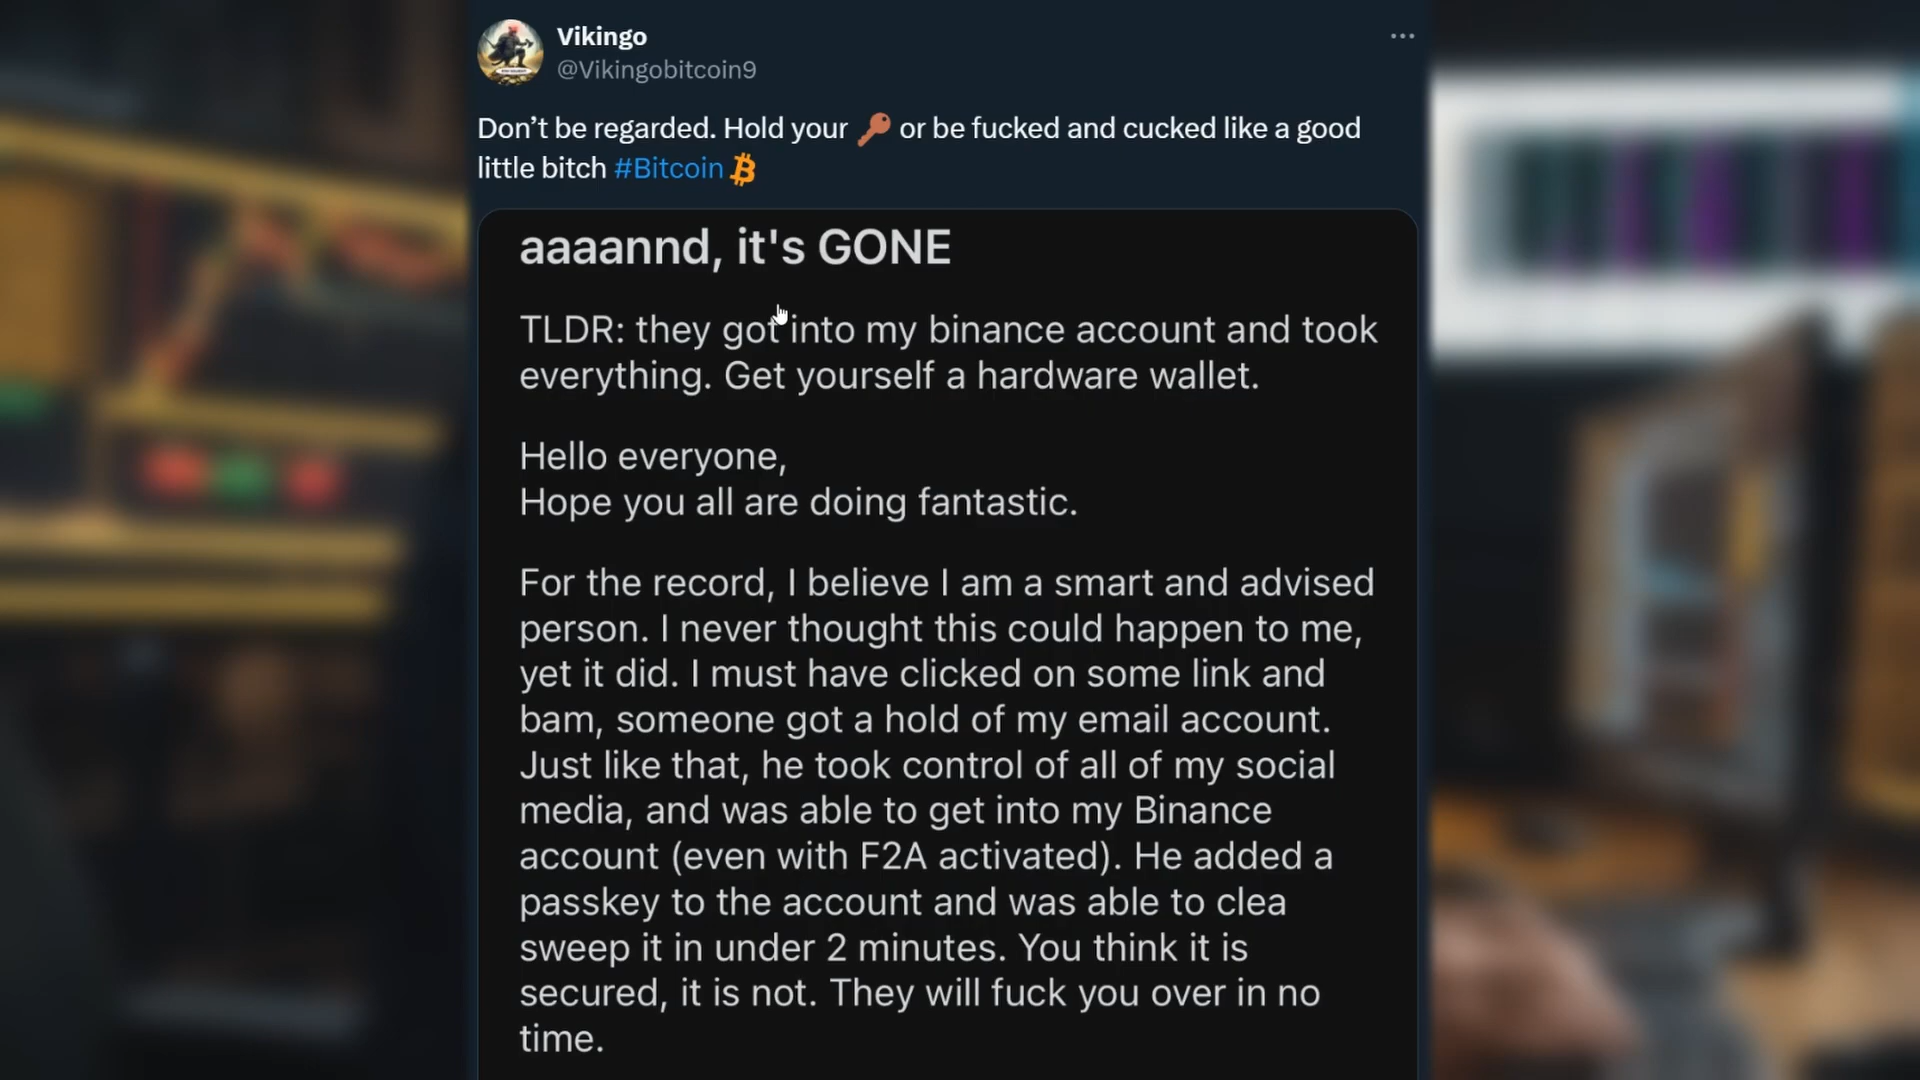 Vikingo
@Vikingobitcoin9
Don’t be regarded. Hold your 🔑 or be fucked and cucked like a good
little bitch #Bitcoin
aaaannd, it's GONE
TLDR: they got into my binance account and took
everything. Get yourself a hardware wallet.
Hello everyone,
Hope you all are doing fantastic.
For the record, I believe I am a smart and advised
person. I never thought this could happen to me,
yet it did. I must have clicked on some link and
bam, someone got a hold of my email account.
Just like that, he took control of all of my social
media, and was able to get into my Binance
account (even with F2A activated). He added a
passkey to the account and was able to clea
sweep it in under 2 minutes. You think it is
secured, it is not. They will fuck you over in no
time.